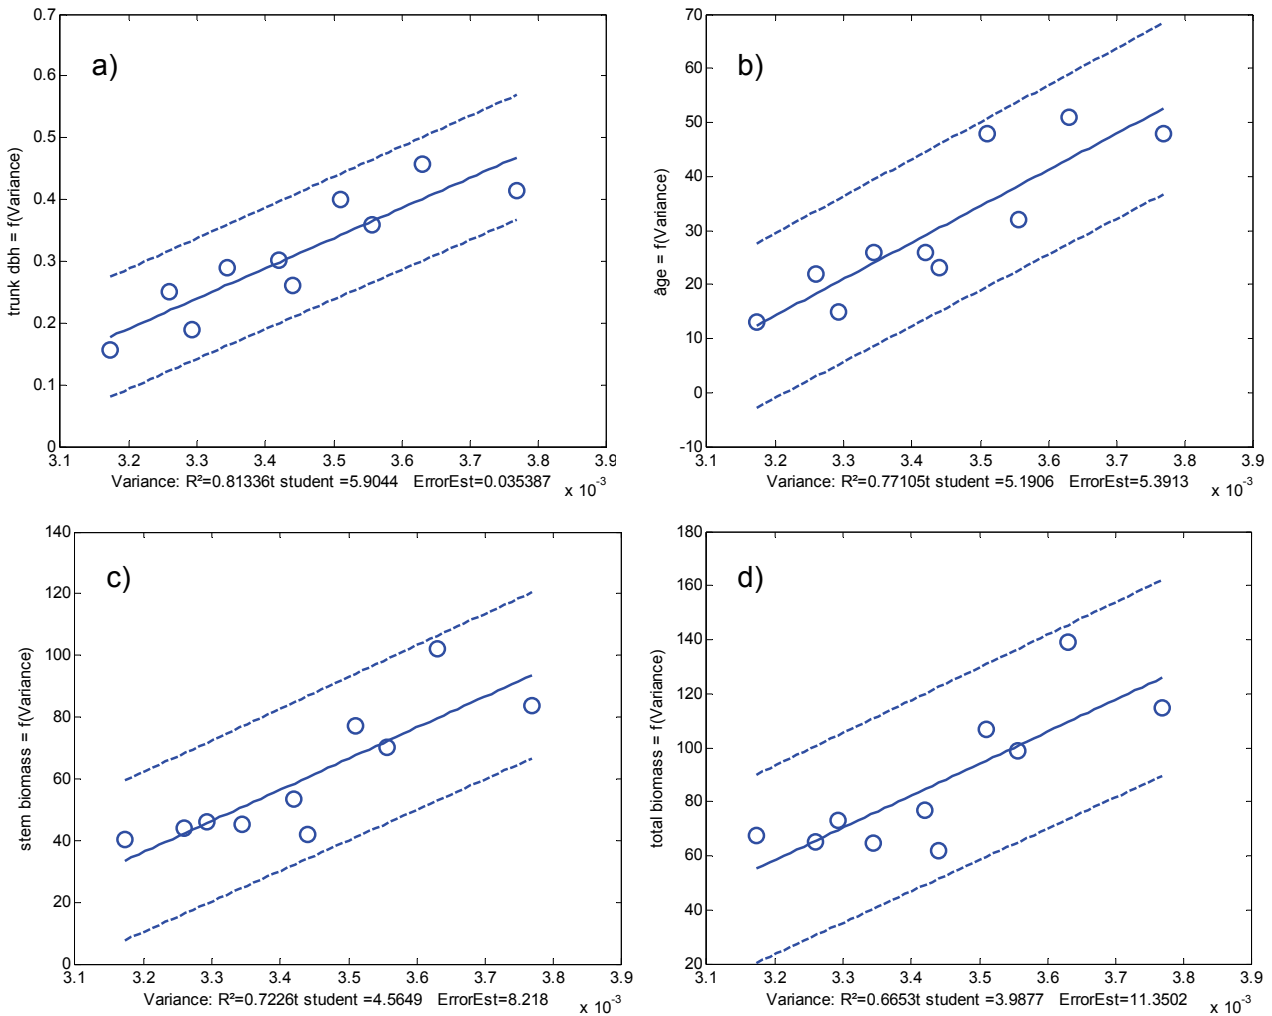 a)
trunk dbh = f(Variance)
0.7
0.6
0.5
0.4
0.3
0.2
0.1
0
3.1 3.2 3.3 3.4 3.5 3.6 3.7 3.8 3.9
Variance: R²=0.81336t student =5.9044 ErrorEst=0.035387
x 10-3
b)
âge = f(Variance)
70
60
50
40
30
20
10
0
-10
3.1 3.2 3.3 3.4 3.5 3.6 3.7 3.8 3.9
Variance: R²=0.77105t student =5.1906 ErrorEst=5.3913
x 10-3
c)
stem biomass = f(Variance)
140
120
100
80
60
40
20
0
3.1 3.2 3.3 3.4 3.5 3.6 3.7 3.8 3.9
Variance: R²=0.7226t student =4.5649 ErrorEst=8.218
x 10-3
d)
total biomass = f(Variance)
180
160
140
120
100
80
60
40
20
3.1 3.2 3.3 3.4 3.5 3.6 3.7 3.8 3.9
Variance: R²=0.6653t student =3.9877 ErrorEst=11.3502
x 10-3